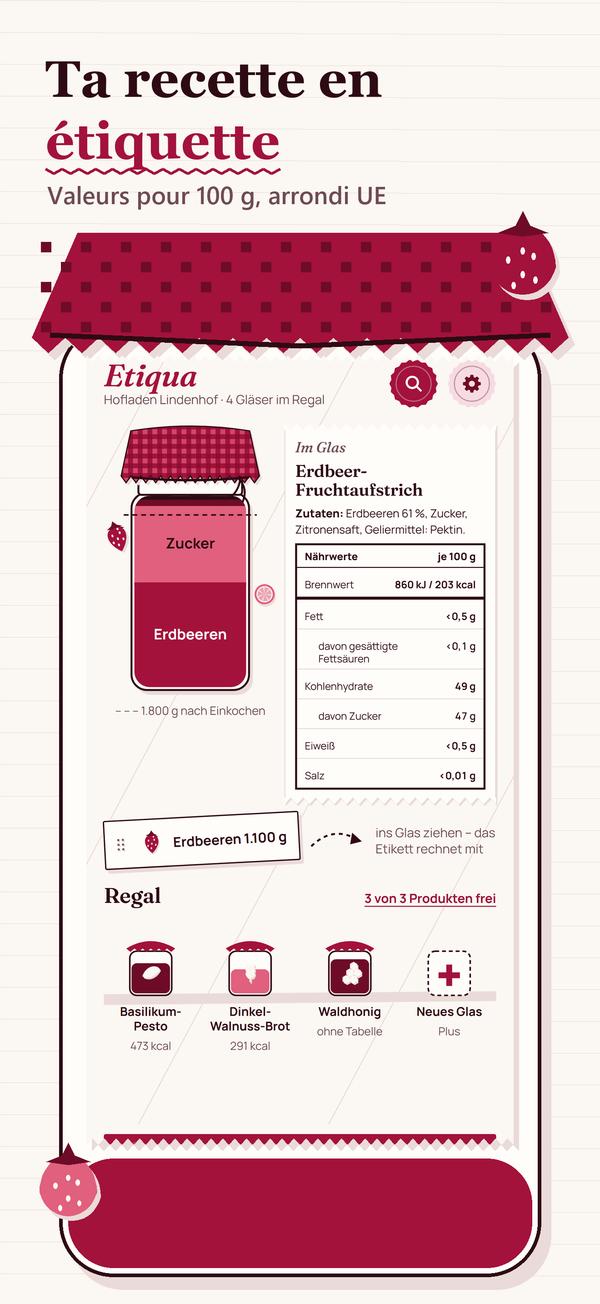 Ta recette en
étiquette
Valeurs pour 100 g, arrondi UE
Etiqua
Hofladen Lindenhof · 4 Gläser im Regal
Zucker
Erdbeeren
– – – 1.800 g nach Einkochen
Im Glas
Erdbeer-
Fruchtaufstrich
Zutaten: Erdbeeren 61 %, Zucker,
Zitronensaft, Geliermittel: Pektin.
Nährwerte je 100 g
Brennwert 860 kJ / 203 kcal
Fett <0,5 g
davon gesättigte <0,1 g
Fettsäuren
Kohlenhydrate 49 g
davon Zucker 47 g
Eiweiß <0,5 g
Salz <0,01 g
Erdbeeren 1.100 g
ins Glas ziehen – das
Etikett rechnet mit
Regal
3 von 3 Produkten frei
Basilikum-
Pesto
473 kcal
Dinkel-
Walnuss-Brot
291 kcal
Waldhonig
ohne Tabelle
Neues Glas
Plus